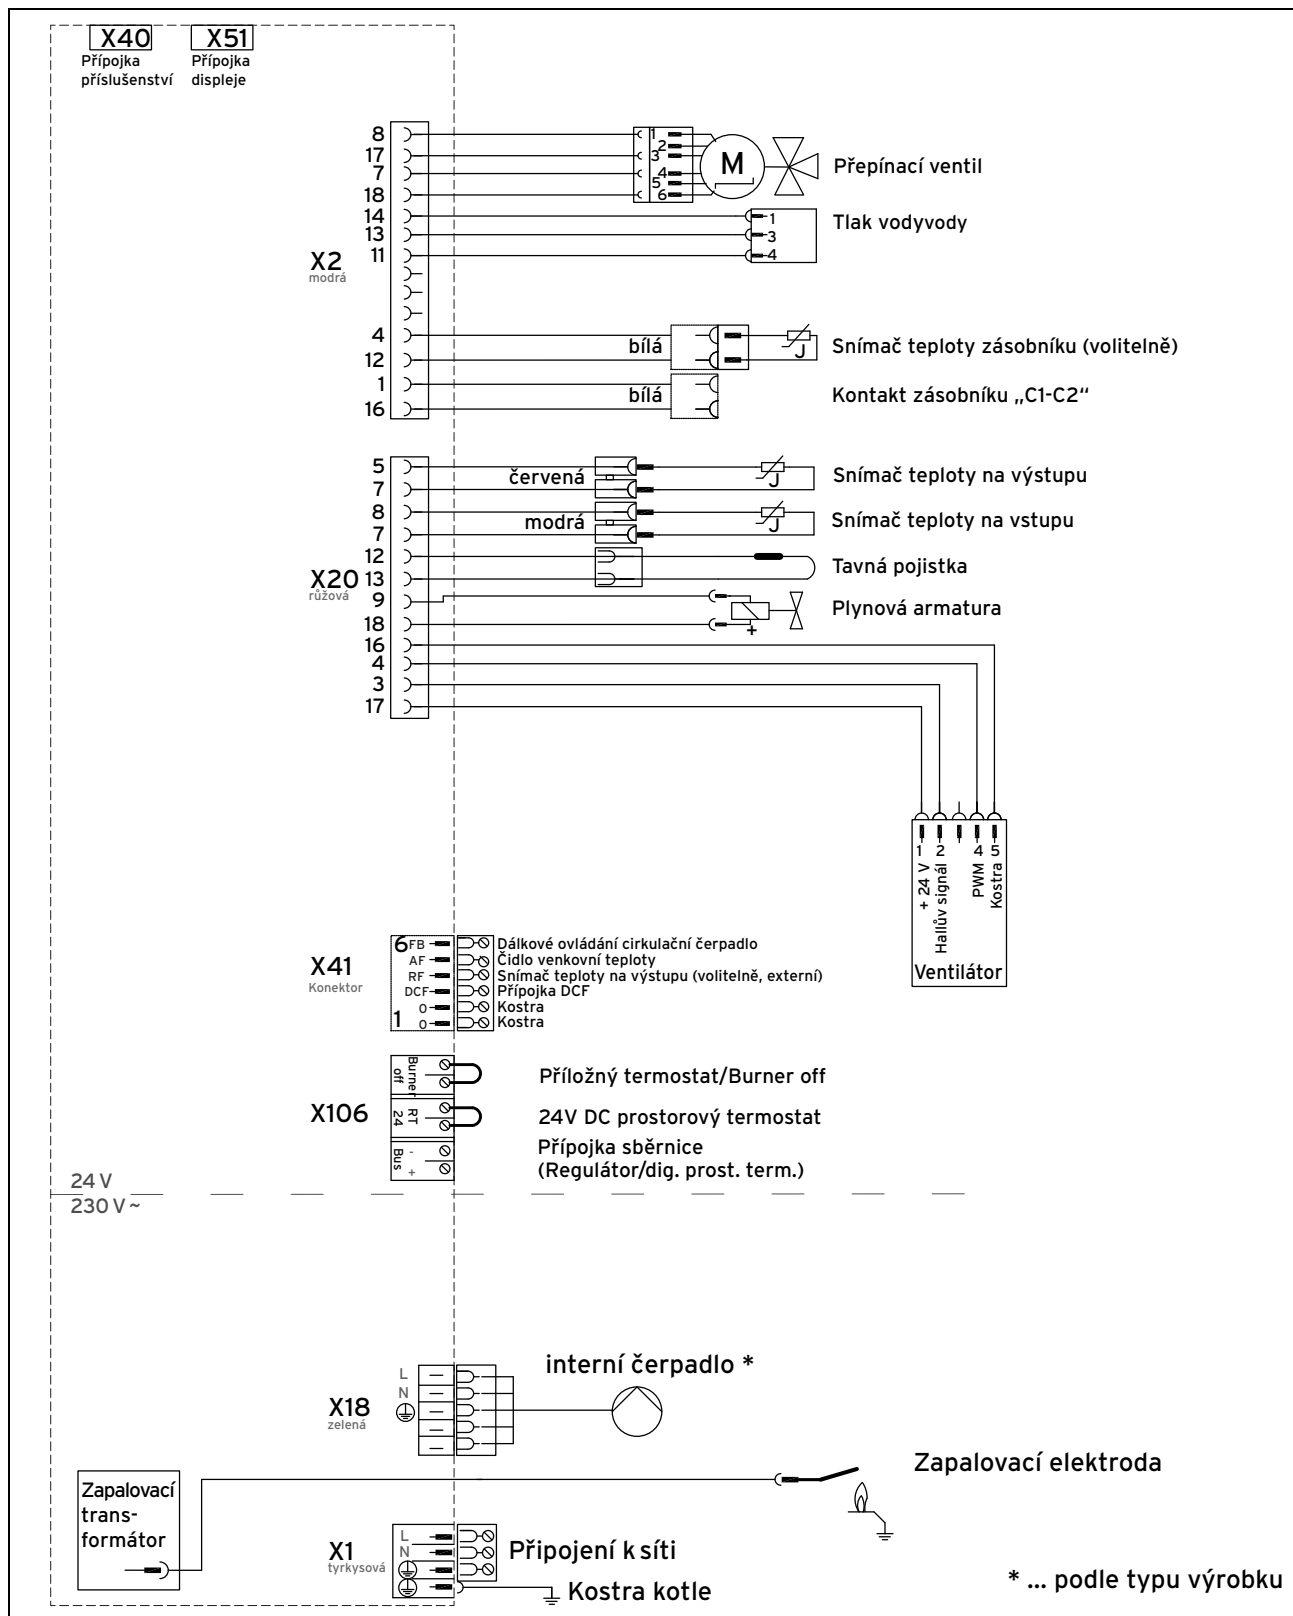 X40 X51
Přípojka Přípojka
příslušenství displeje
8
17
7
18
14
13
11
4
12
1
16
X2
modrá
1
2
3
4
5
6
M
Přepínací ventil
1
3
4
Tlak vodyvody
bílá
J
Snímač teploty zásobníku (volitelně)
bílá
Kontakt zásobníku „C1-C2“
5
7
8
7
12
13
9
18
16
4
3
17
X20
růžová
červená
J
Snímač teploty na výstupu
modrá
J
Snímač teploty na vstupu
Tavná pojistka
+
Plynová armatura
1 2 4 5
+ 24 V
Hallův signál
PWM
Kostra
Ventilátor
X41
Konektor
6 FB Dálkové ovládání cirkulační čerpadlo
AF Čidlo venkovní teploty
RF Snímač teploty na výstupu (volitelně, externí)
DCF Přípojka DCF
0 Kostra
1 0 Kostra
X106
Burner
off
Příložný termostat/Burner off
RT
24
24V DC prostorový termostat
Bus
-
+
Přípojka sběrnice
(Regulátor/dig. prost. term.)
24 V
230 V ~
interní čerpadlo *
L
N
X18
zelená
Zapalovací elektroda
Zapalovací
trans-
formátor
X1
tyrkysová
L
N
Připojení k síti
Kostra kotle
* ... podle typu výrobku